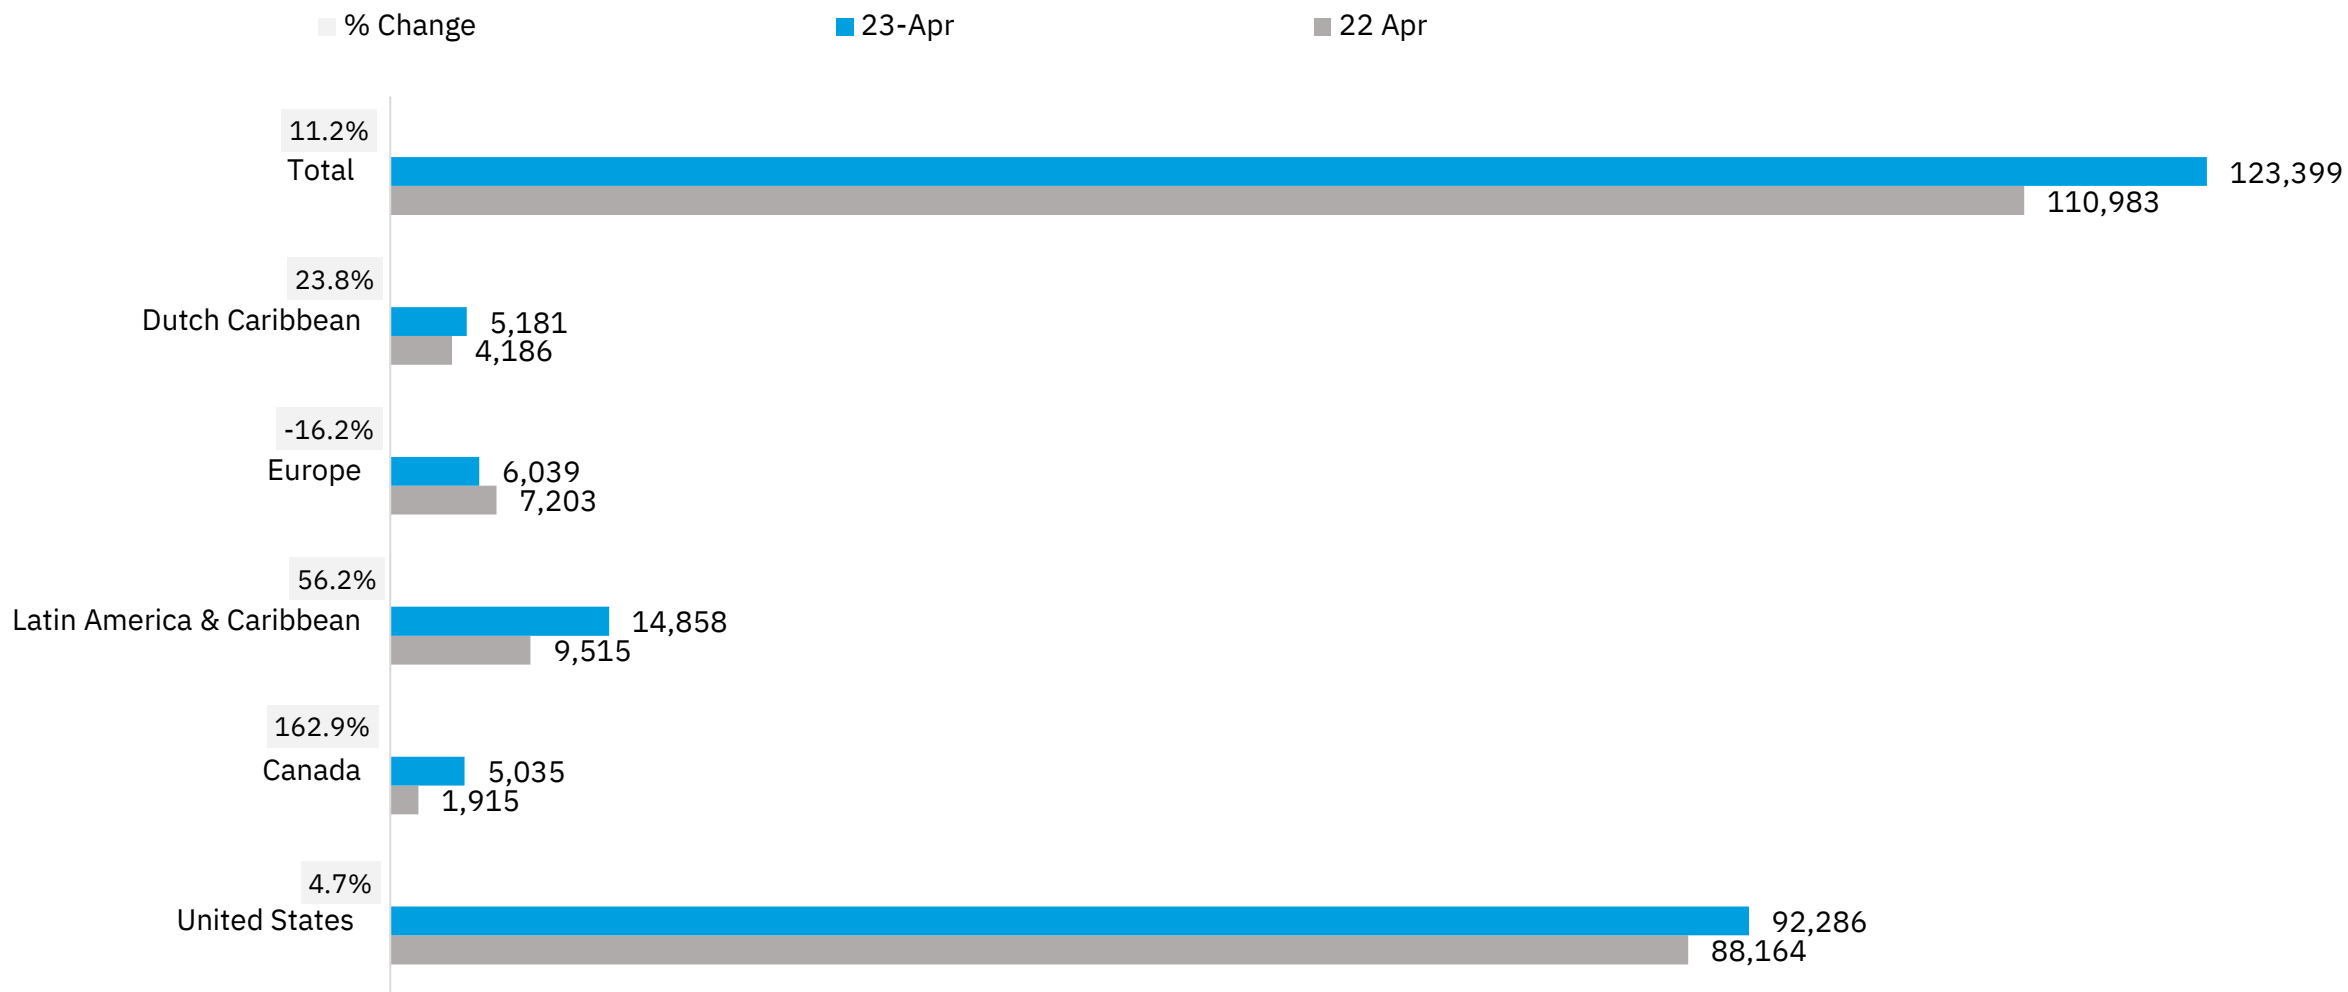 % Change 23-Apr 22 Apr
11.2%
Total 123,399
110,983
23.8%
Dutch Caribbean 5,181
4,186
-16.2%
Europe 6,039
7,203
56.2%
Latin America & Caribbean 14,858
9,515
162.9%
Canada 5,035
1,915
4.7%
United States 92,286
88,164